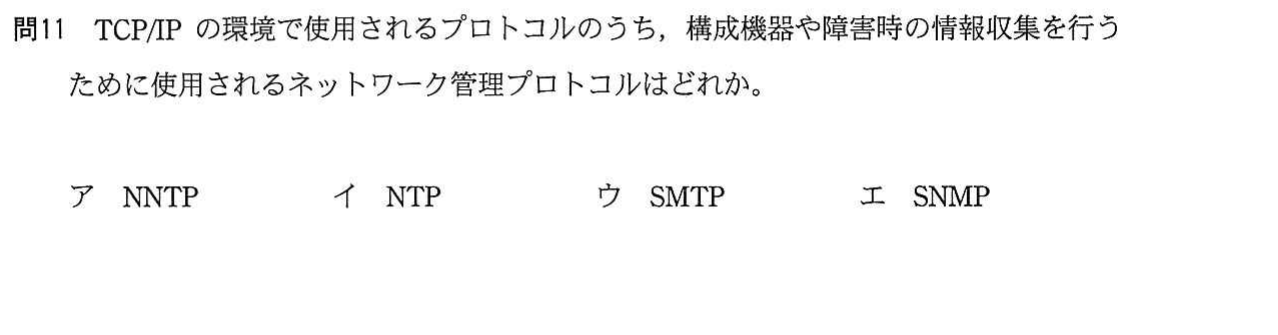 問11 TCP/IP の環境で使用されるプロトコルのうち，構成機器や障害時の情報収集を行う
ために使用されるネットワーク管理プロトコルはどれか。
ア NNTP イ NTP ウ SMTP エ SNMP